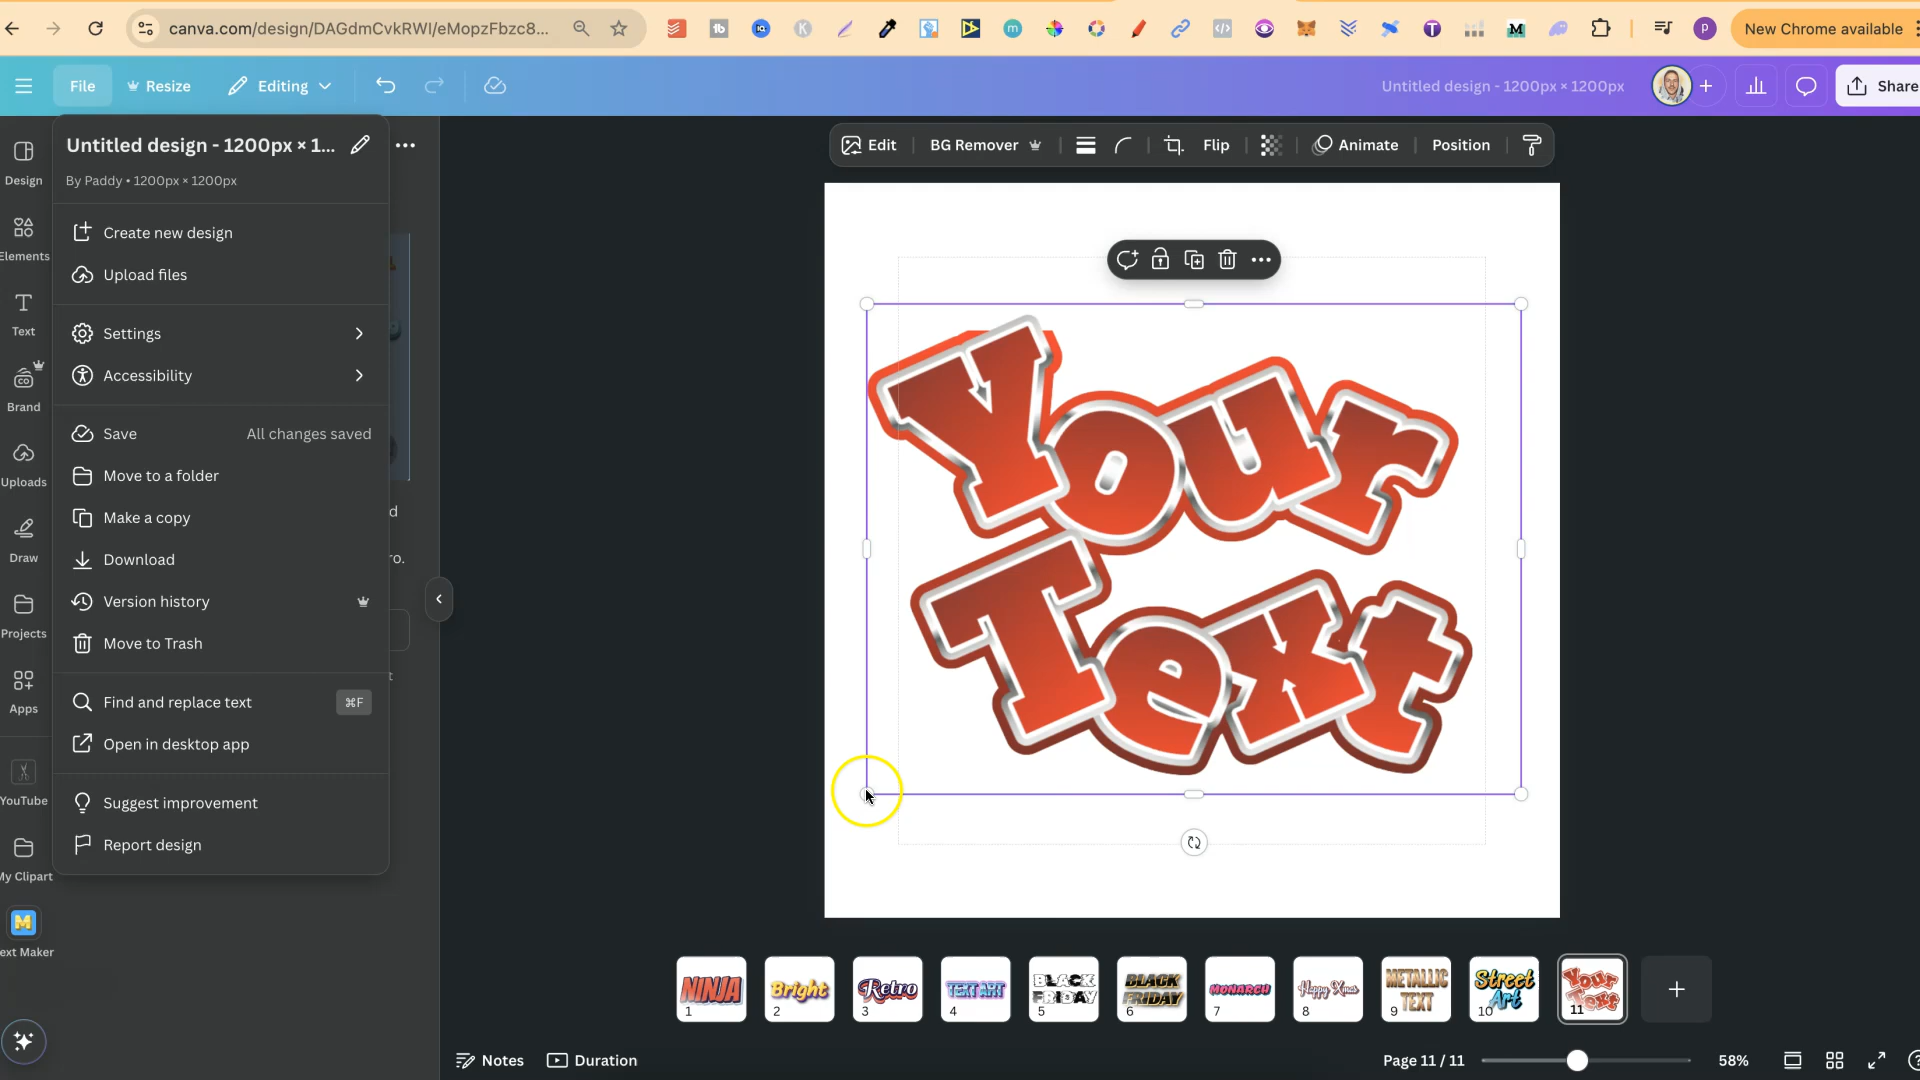 canva.com/design/DAGdmCvkRWI/eMopzFbzc8...
New Chrome available
File
Resize
Editing
Untitled design - 1200px × 1200px
Share
Untitled design - 1200px × 1...
By Paddy • 1200px × 1200px
Create new design
Upload files
Settings
Accessibility
Save
All changes saved
Move to a folder
Make a copy
Download
Version history
Move to Trash
Find and replace text
⌘F
Open in desktop app
Suggest improvement
Report design
Design
Elements
Text
Brand
Uploads
Draw
Projects
Apps
YouTube
My Clipart
ext Maker
d
ro.
t
Edit
BG Remover
Flip
Animate
Position
Your
Text
NINJA
1
Bright
2
Retro
3
TEXT ART
4
BLACK
FRIDAY
5
BLACK
FRIDAY
6
MONARCH
7
Happy Xmas
8
METALLIC
TEXT
9
Street
Art
10
Your
Text
11
Notes
Duration
Page 11 / 11
58%